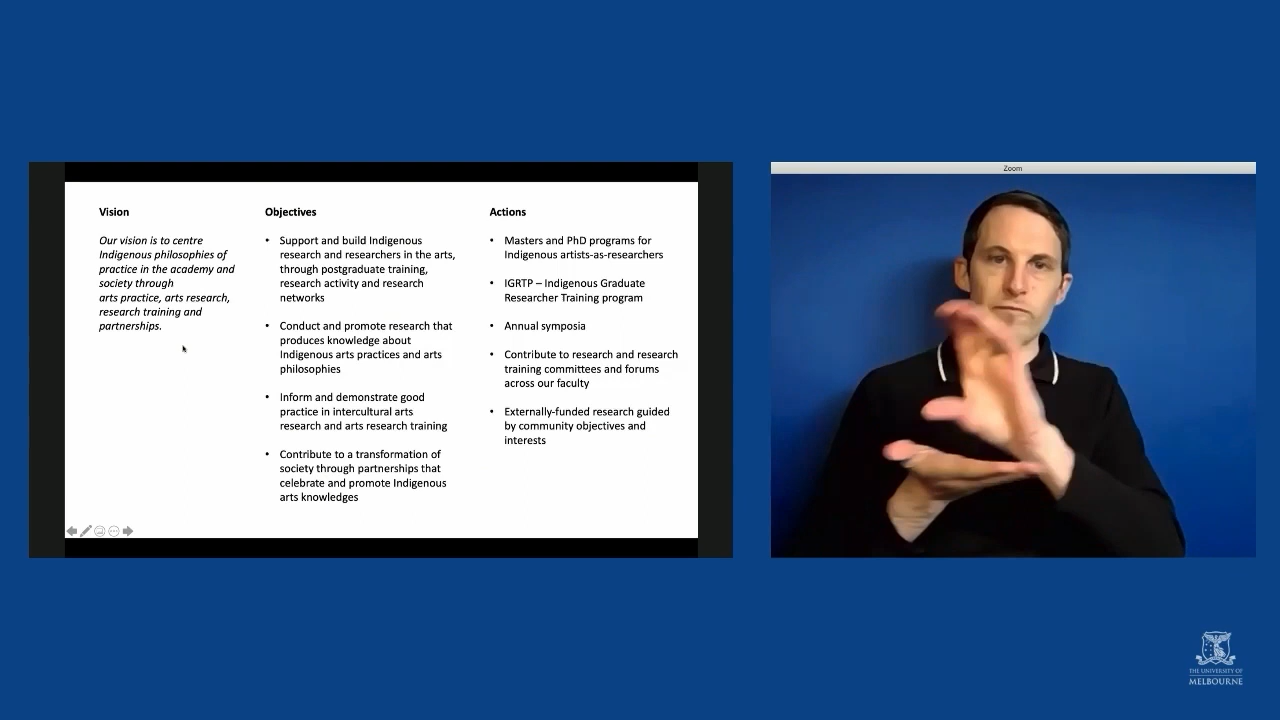 Vision
Our vision is to centre
Indigenous philosophies of
practice in the academy and
society through
arts practice, arts research,
research training and
partnerships.
Objectives
• Support and build Indigenous
research and researchers in the arts,
through postgraduate training,
research activity and research
networks
• Conduct and promote research that
produces knowledge about
Indigenous arts practices and arts
philosophies
• Inform and demonstrate good
practice in intercultural arts
research and arts research training
• Contribute to a transformation of
society through partnerships that
celebrate and promote Indigenous
arts knowledges
Actions
• Masters and PhD programs for
Indigenous artists-as-researchers
• IGRTP – Indigenous Graduate
Researcher Training program
• Annual symposia
• Contribute to research and research
training committees and forums
across our faculty
• Externally-funded research guided
by community objectives and
interests
Zoom
THE UNIVERSITY OF
MELBOURNE